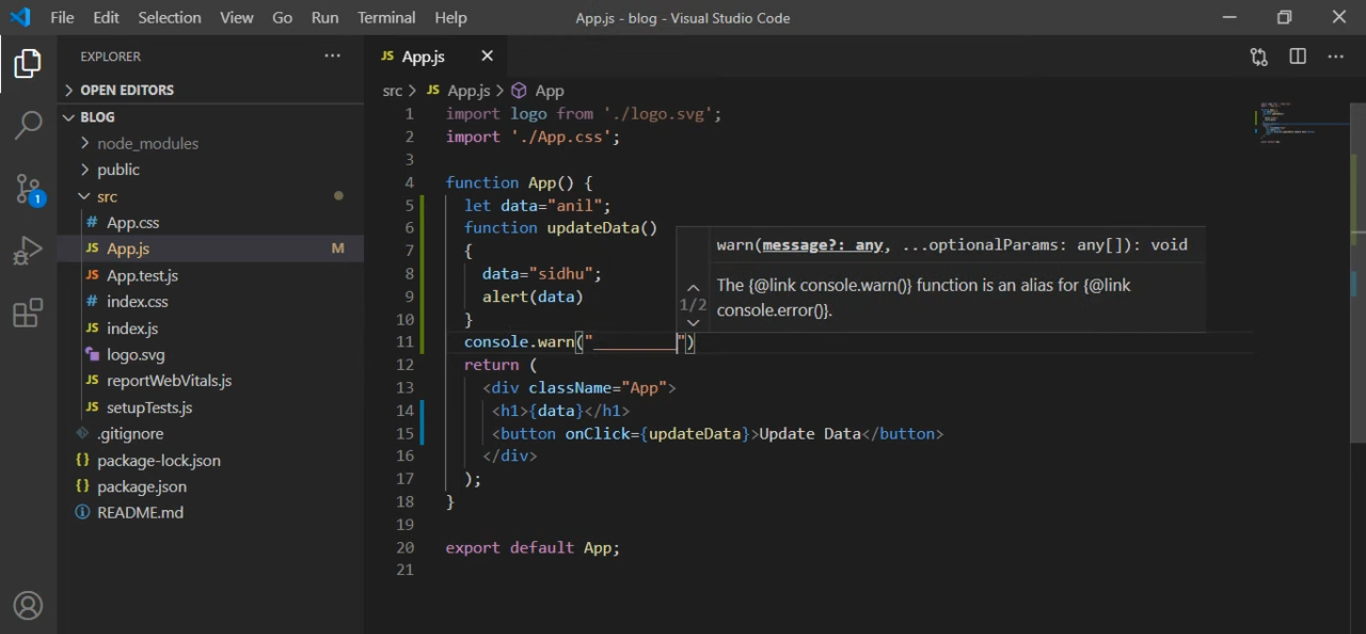 File Edit Selection View Go Run Terminal Help App.js - blog - Visual Studio Code
EXPLORER
OPEN EDITORS
BLOG
node_modules
public
src
# App.css
JS App.js M
JS App.test.js
# index.css
JS index.js
logo.svg
JS reportWebVitals.js
JS setupTests.js
.gitignore
{} package-lock.json
{} package.json
README.md
1
JS App.js
src > JS App.js > App
1 import logo from './logo.svg';
2 import './App.css';
3
4 function App() {
5 let data="anil";
6 function updateData()
7 {
8 data="sidhu";
9 alert(data)
10 }
11 console.warn("_________")
12 return (
13 <div className="App">
14 <h1>{data}</h1>
15 <button onClick={updateData}>Update Data</button>
16 </div>
17 );
18 }
19
20 export default App;
21
warn(message?: any, ...optionalParams: any[]): void
1/2
The {@link console.warn()} function is an alias for {@link
console.error()}.